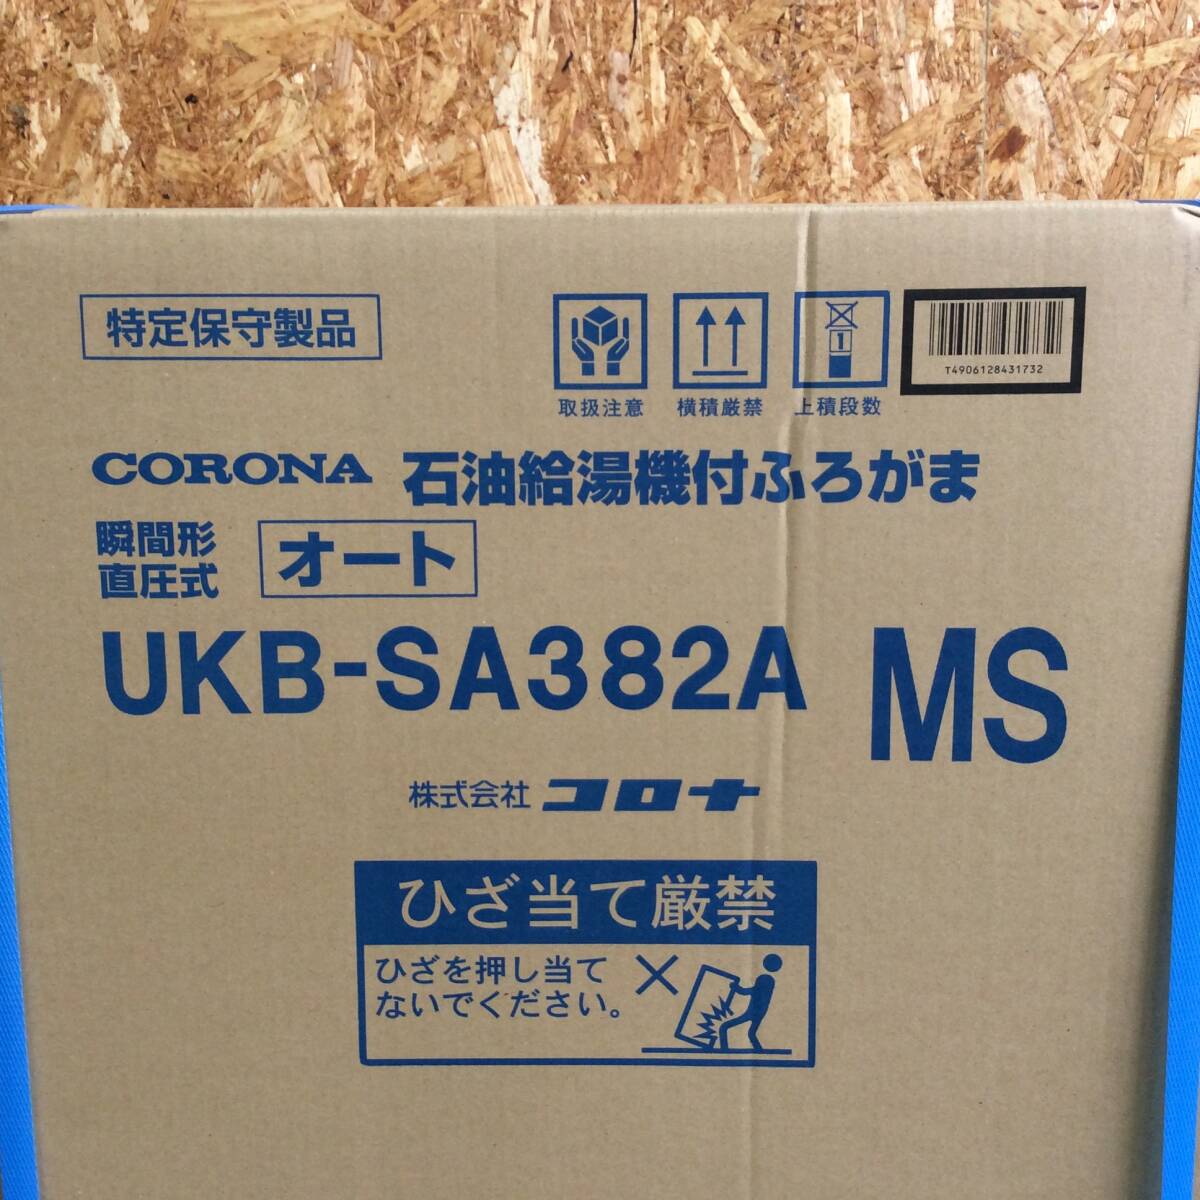 特定保守製品
1
取扱注意
横積厳禁
上積段数
T4906128431732
CORONA 石油給湯機付ふろがま
瞬間形
直圧式
オート
UKB-SA382A MS
株式会社 コロナ
ひざ当て厳禁
ひざを押し当て
ないでください。